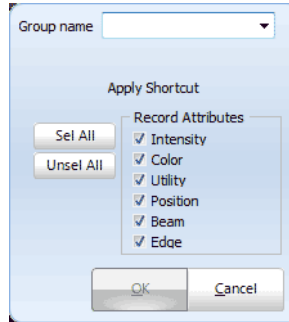 Group name
Apply Shortcut
Record Attributes
Sel All
Unsel All
Intensity
Color
Utility
Position
Beam
Edge
OK
Cancel